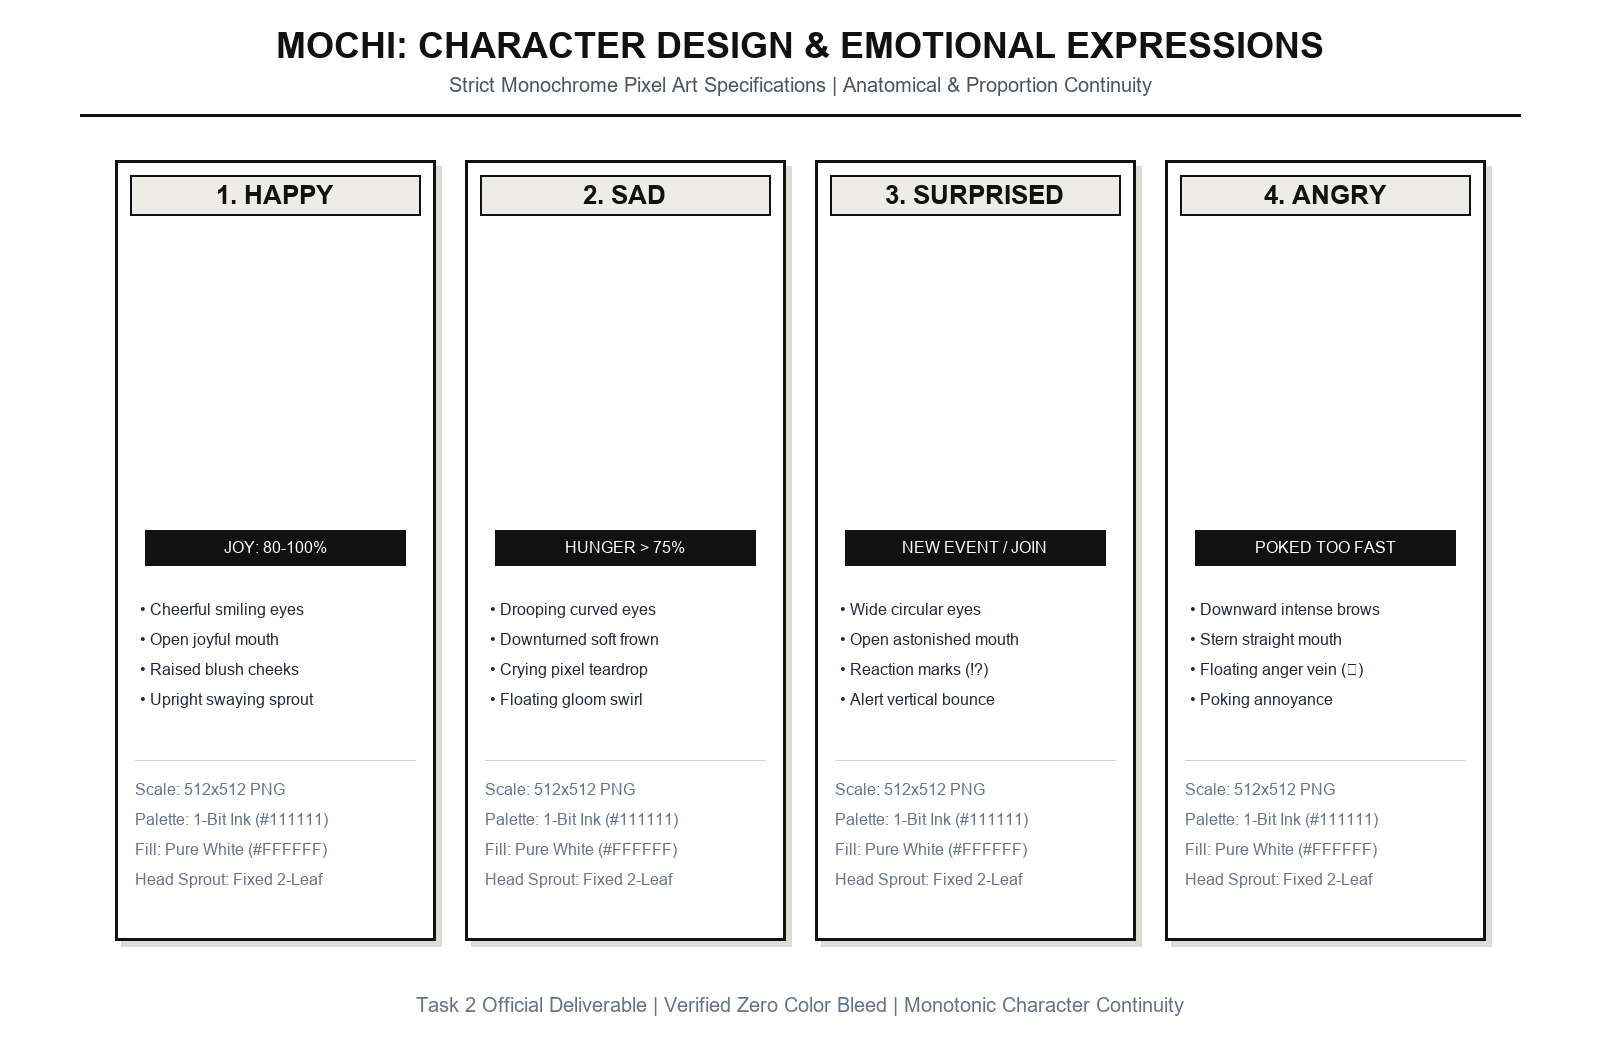 MOCHI: CHARACTER DESIGN & EMOTIONAL EXPRESSIONS
Strict Monochrome Pixel Art Specifications | Anatomical & Proportion Continuity
1. HAPPY
JOY: 80-100%
• Cheerful smiling eyes
• Open joyful mouth
• Raised blush cheeks
• Upright swaying sprout
Scale: 512x512 PNG
Palette: 1-Bit Ink (#111111)
Fill: Pure White (#FFFFFF)
Head Sprout: Fixed 2-Leaf
2. SAD
HUNGER > 75%
• Drooping curved eyes
• Downturned soft frown
• Crying pixel teardrop
• Floating gloom swirl
Scale: 512x512 PNG
Palette: 1-Bit Ink (#111111)
Fill: Pure White (#FFFFFF)
Head Sprout: Fixed 2-Leaf
3. SURPRISED
NEW EVENT / JOIN
• Wide circular eyes
• Open astonished mouth
• Reaction marks (!?)
• Alert vertical bounce
Scale: 512x512 PNG
Palette: 1-Bit Ink (#111111)
Fill: Pure White (#FFFFFF)
Head Sprout: Fixed 2-Leaf
4. ANGRY
POKED TOO FAST
• Downward intense brows
• Stern straight mouth
• Floating anger vein (□)
• Poking annoyance
Scale: 512x512 PNG
Palette: 1-Bit Ink (#111111)
Fill: Pure White (#FFFFFF)
Head Sprout: Fixed 2-Leaf
Task 2 Official Deliverable | Verified Zero Color Bleed | Monotonic Character Continuity